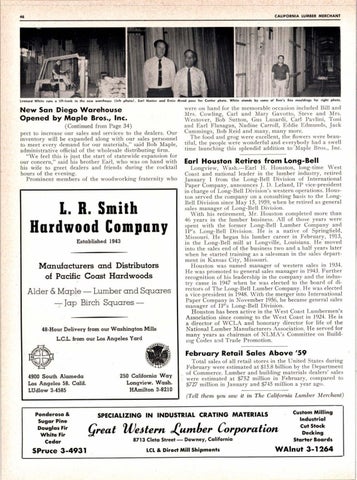 48
CALIFORNIA LUMBER MERCHANT
New San Diego Warehouse
Opened by Maple Bros., Inc.
(Continued from Page 34)
pect to increase our sales and services to the dealers. Our
inventory will be expanded along with our sales personnel
to meet every demand for our materials," said Bob Maple,
administrative official of the wholesale distributing firm.
"We feel this is just the start of statewide expansion for
our concern," said his brother Earl, who was on hand with
his wife to greet dealers and friends during the rocking
hours of the evening.
Prominent members of the woodworking fraternity who
L. R. Smith
Hardwood Company
Established 1943
Manufacturers and Distributors
of Pacific Coast Hardwoods
Alder & Maple — Lumber and Squares
— Jap Birch Squares —
48-Hour Delivery from our Washington Mills
L.C.L. from our Los Angeles Yard
4900 South Alameda
Los Angeles 58, Calif.
LUdlow 3-4585
250 California Way
Longview, Wash.
HAmilton 3-8210
were on hand for the memorable occasion included Bill and
Mrs. Cowling, Carl and Mary Gavotto, Steve and Mrs.
Westover, Bob Sutton, Gus Luzardi, Carl Pavlini, Toni
and Earl Flanagan, Nadine Carroll, Eddie Edmunds, Jack
Cummings, Bob Reid and many, many more.
The food and grog were excellent, the flowers were beau-
tiful, the people were wonderful and everybody had a swell
time launching this splendid addition to Maple Bros., Inc.
Earl Houston Retires from Long-Bell
Longview, Wash.—Earl H. Houston, long-time West
Coast and national leader in the lumber industry, retired
January 1 from the Long-Bell Division of International
Paper Company, announces J. D. Leland, IP vice-president
in charge of Long-Bell Division's western operations. Hous-
ton served the company on a consulting basis to the Long-
Bell Division since May 15, 1959, when he retired as general
sales manager of Long-Bell Division.
With his retirement, Mr. Houston completed more than
46 years in the lumber business. All of those years were
spent with the former Long-Bell Lumber Company and
IP's Long-Bell Division. He is a native of Springfield,
Missouri. He began his lumber career in February, 1913,
in the Long-Bell mill at Longville, Louisiana. He moved
into the sales end of the business two and a half years later
when he started training as a salesman in the sales depart-
ment in Kansas City, Missouri.
Houston was named manager of western sales in 1934.
He was promoted to general sales manager in 1943. Further
recognition of his leadership in the company and the indus-
try came in 1947 when he was elected to the board of di-
rectors of The Long-Bell Lumber Company. He was elected
a vice-president in 1948. With the merger into International
Paper Company in November 1956, he became general sales
manager of IP's Long-Bell Division.
Houston has been active in the West Coast Lumbermen's
Association since coming to the West Coast in 1924. He is
a director of WCLA and honorary director for life of the
National Lumber Manufacturers Association. He served for
many years as chairman of NLMA's Committee on Build-
ing Codes and Trade Promotion.
February Retail Sales Above '59
Total sales of all retail stores in the United States during
February were estimated at $15.8 billion by the Department
of Commerce. Lumber and building materials dealers' sales
were estimated at $752 million in February, compared to
$727 million in January and $745 million a year ago.
(Tell them you saw it in The California Lumber Merchant)
Ponderosa &
Sugar Pine
Douglas Fir
White Fir
Cedar
SPruce 3-4931
SPECIALIZING IN INDUSTRIAL CRATING MATERIALS
Great Western Lumber Corporation
8713 Cleta Street — Downey, California
LCL & Direct Mill Shipments
Custom Milling
Industrial
Cut Stock
Decking
Starter Boards
WAlnut 3-1264